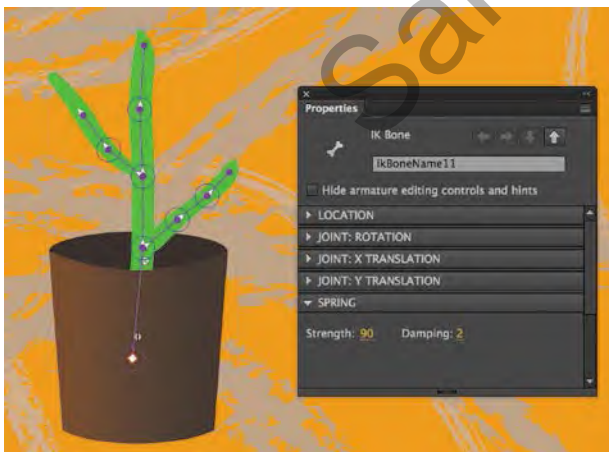 Properties
IK Bone
ikBoneName11
Hide armature editing controls and hints
LOCATION
JOINT: ROTATION
JOINT: X TRANSLATION
JOINT: Y TRANSLATION
SPRING
Strength: 90 Damping: 2